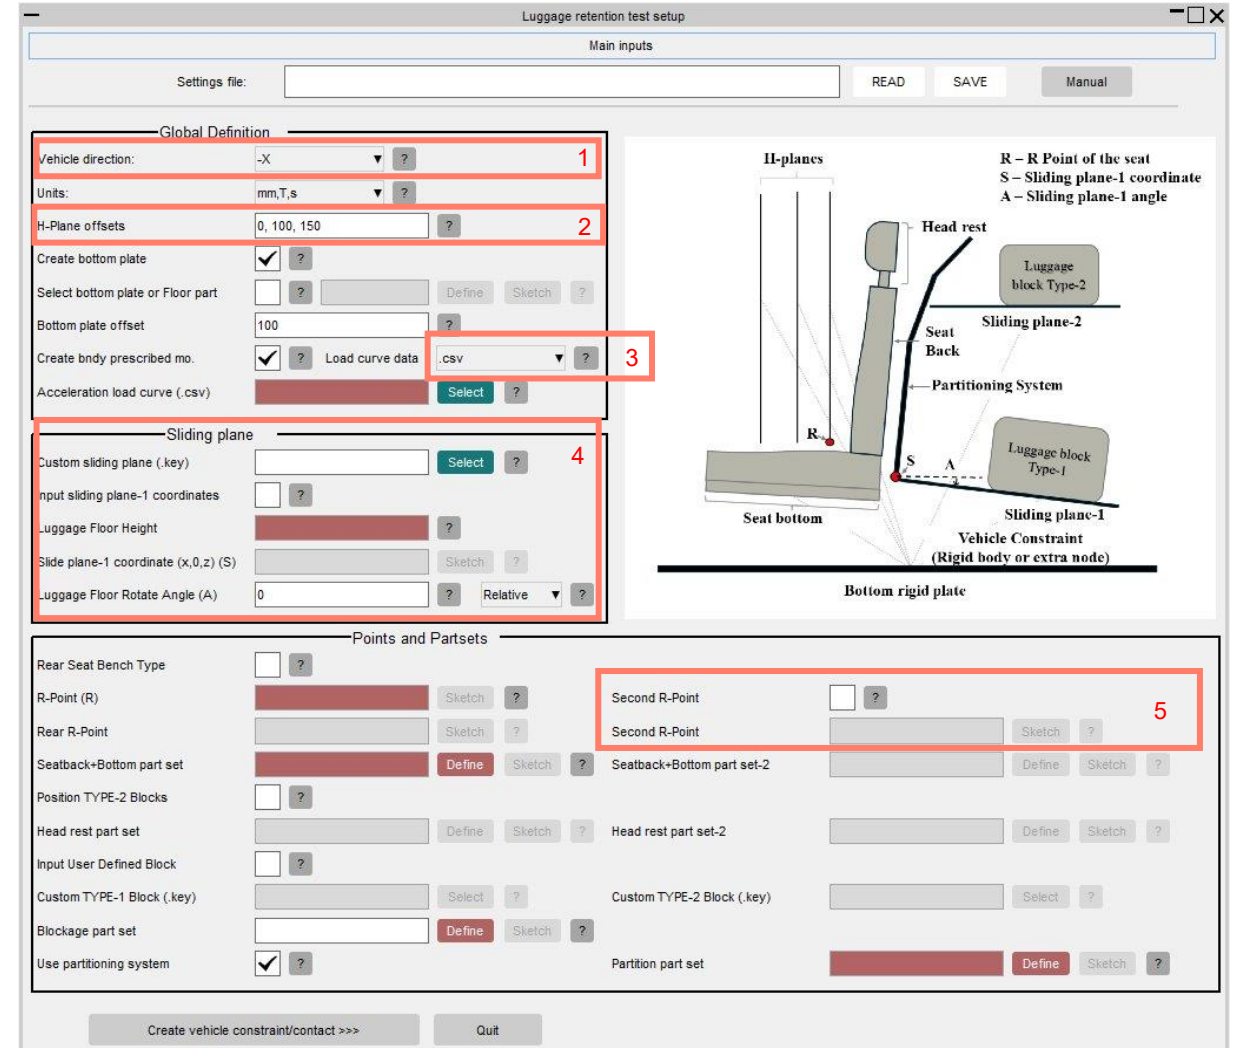 Luggage retention test setup
Main inputs
Settings file: READ SAVE Manual
Global Definition
Vehicle direction: -X ? 1
Units: mm,T,s ?
H-Plane offsets 0, 100, 150 ? 2
Create bottom plate ?
Select bottom plate or Floor part ? Define Sketch ?
Bottom plate offset 100 ?
Create bndy prescribed mo. ? Load curve data .csv ? 3
Acceleration load curve (.csv) Select ?
Sliding plane
Custom sliding plane (.key) Select ? 4
Input sliding plane-1 coordinates ?
Luggage Floor Height ?
Slide plane-1 coordinate (x,0,z) (S) Sketch ?
Luggage Floor Rotate Angle (A) 0 ? Relative ?
H-planes
R – R Point of the seat
S – Sliding plane-1 coordinate
A – Sliding plane-1 angle
Head rest
Luggage
block Type-2
Sliding plane-2
Seat
Back
Partitioning System
R
S
A
Luggage block
Type-1
Seat bottom
Sliding plane-1
Vehicle Constraint
(Rigid body or extra node)
Bottom rigid plate
Points and Partsets
Rear Seat Bench Type ?
R-Point (R) Sketch ? Second R-Point ? 5
Rear R-Point Sketch ? Second R-Point Sketch ?
Seatback+Bottom part set Define Sketch ? Seatback+Bottom part set-2 Define Sketch ?
Position TYPE-2 Blocks ?
Head rest part set Define Sketch ? Head rest part set-2 Define Sketch ?
Input User Defined Block ?
Custom TYPE-1 Block (.key) Select ? Custom TYPE-2 Block (.key) Select ?
Blockage part set Define Sketch ?
Use partitioning system ? Partition part set Define Sketch ?
Create vehicle constraint/contact >>> Quit